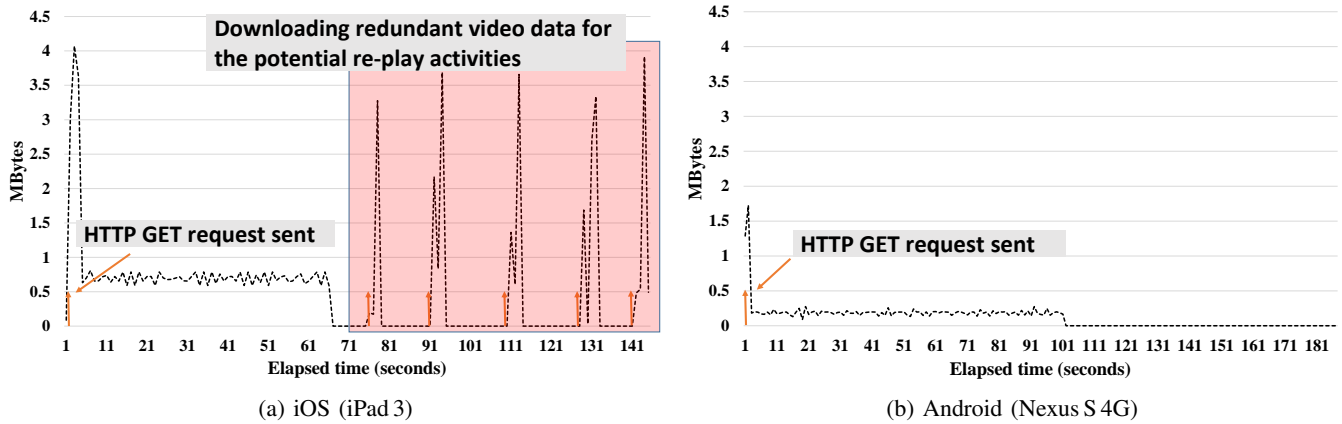 4.5
4
3.5
3
2.5
2
1.5
1
0.5
0
MBytes
Downloading redundant video data for
the potential re-play activities
HTTP GET request sent
1 11 21 31 41 51 61 71 81 91 101 111 121 131 141
Elapsed time (seconds)
(a) iOS (iPad 3)
4.5
4
3.5
3
2.5
2
1.5
1
0.5
0
MBytes
HTTP GET request sent
1 11 21 31 41 51 61 71 81 91 101 111 121 131 141 151 161 171 181
Elapsed time (seconds)
(b) Android (Nexus S 4G)